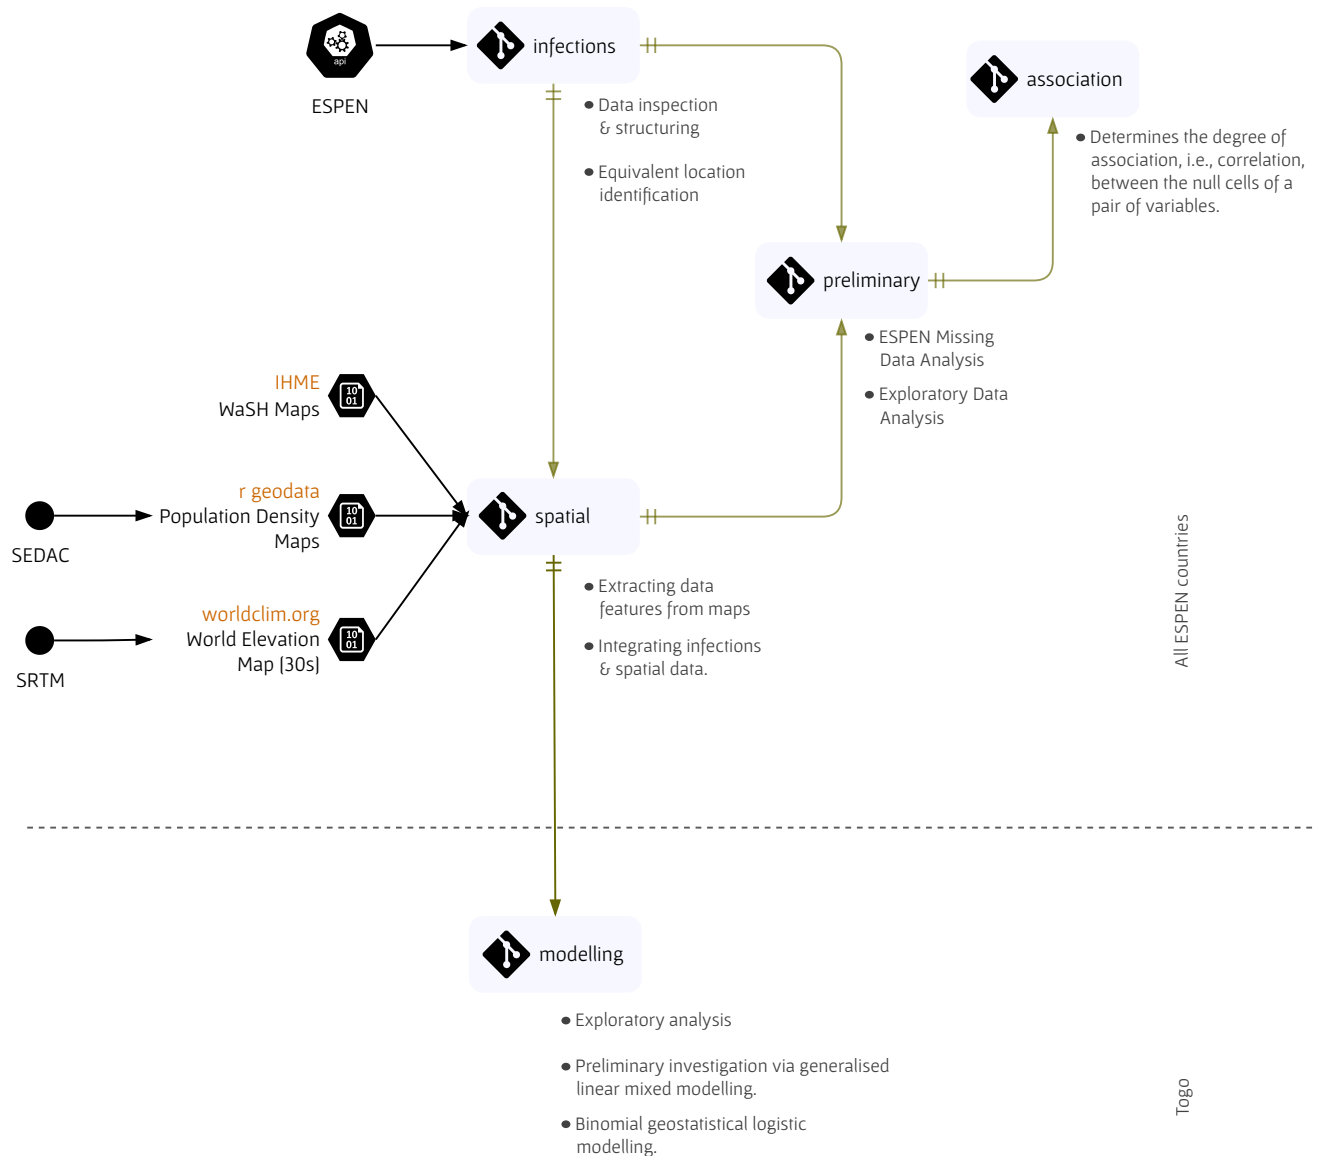 api
ESPEN
infections
● Data inspection
& structuring
● Equivalent location
identification
association
● Determines the degree of
association, i.e., correlation,
between the null cells of a
pair of variables.
preliminary
● ESPEN Missing
Data Analysis
● Exploratory Data
Analysis
IHME
WaSH Maps
10
01
SEDAC
r geodata
Population Density
Maps
10
01
SRTM
worldclim.org
World Elevation
Map (30s)
10
01
spatial
● Extracting data
features from maps
● Integrating infections
& spatial data.
All ESPEN countries
modelling
● Exploratory analysis
● Preliminary investigation via generalised
linear mixed modelling.
● Binomial geostatistical logistic
modelling.
Togo